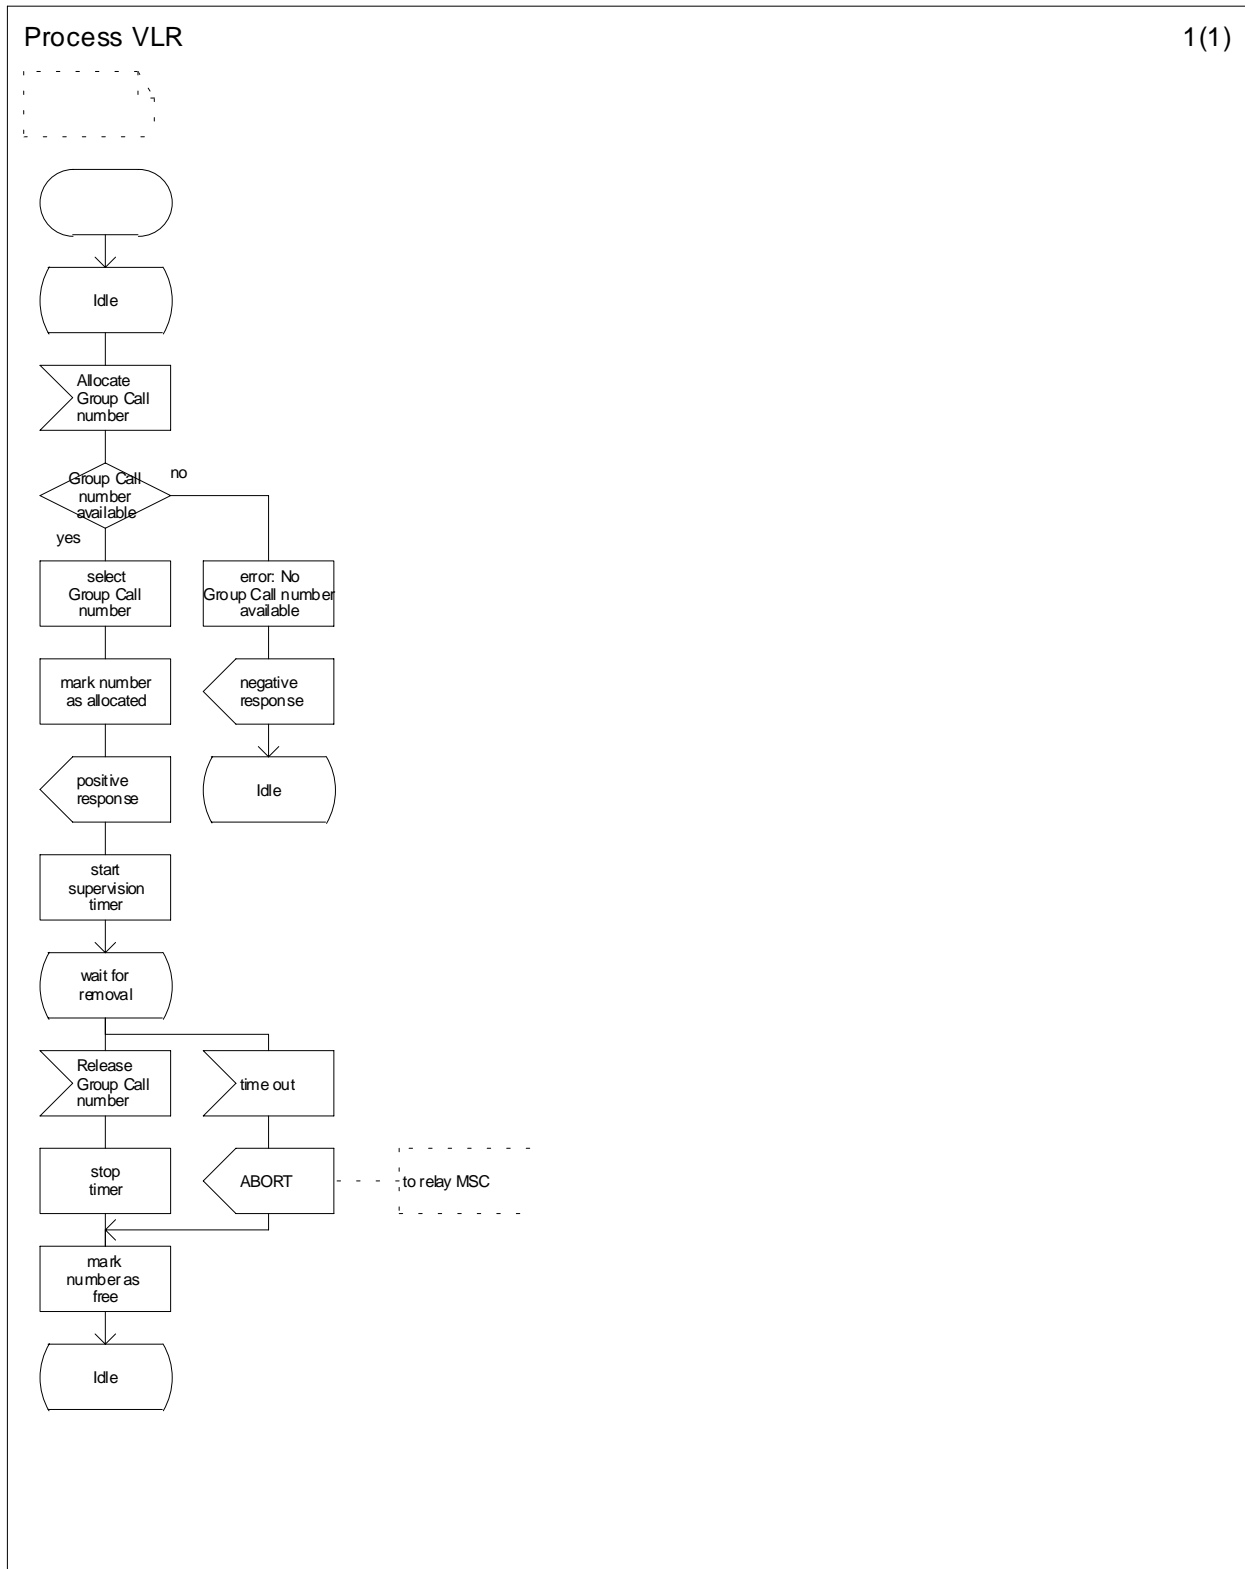 Process VLR
1(1)
Idle
Allocate
Group Call
number
Group Call
number
available
no
yes
select
Group Call
number
error: No
Group Call number
available
mark number
as allocated
negative
response
positive
response
Idle
start
supervision
timer
wait for
removal
Release
Group Call
number
time out
stop
timer
ABORT
to relay MSC
mark
number as
free
Idle